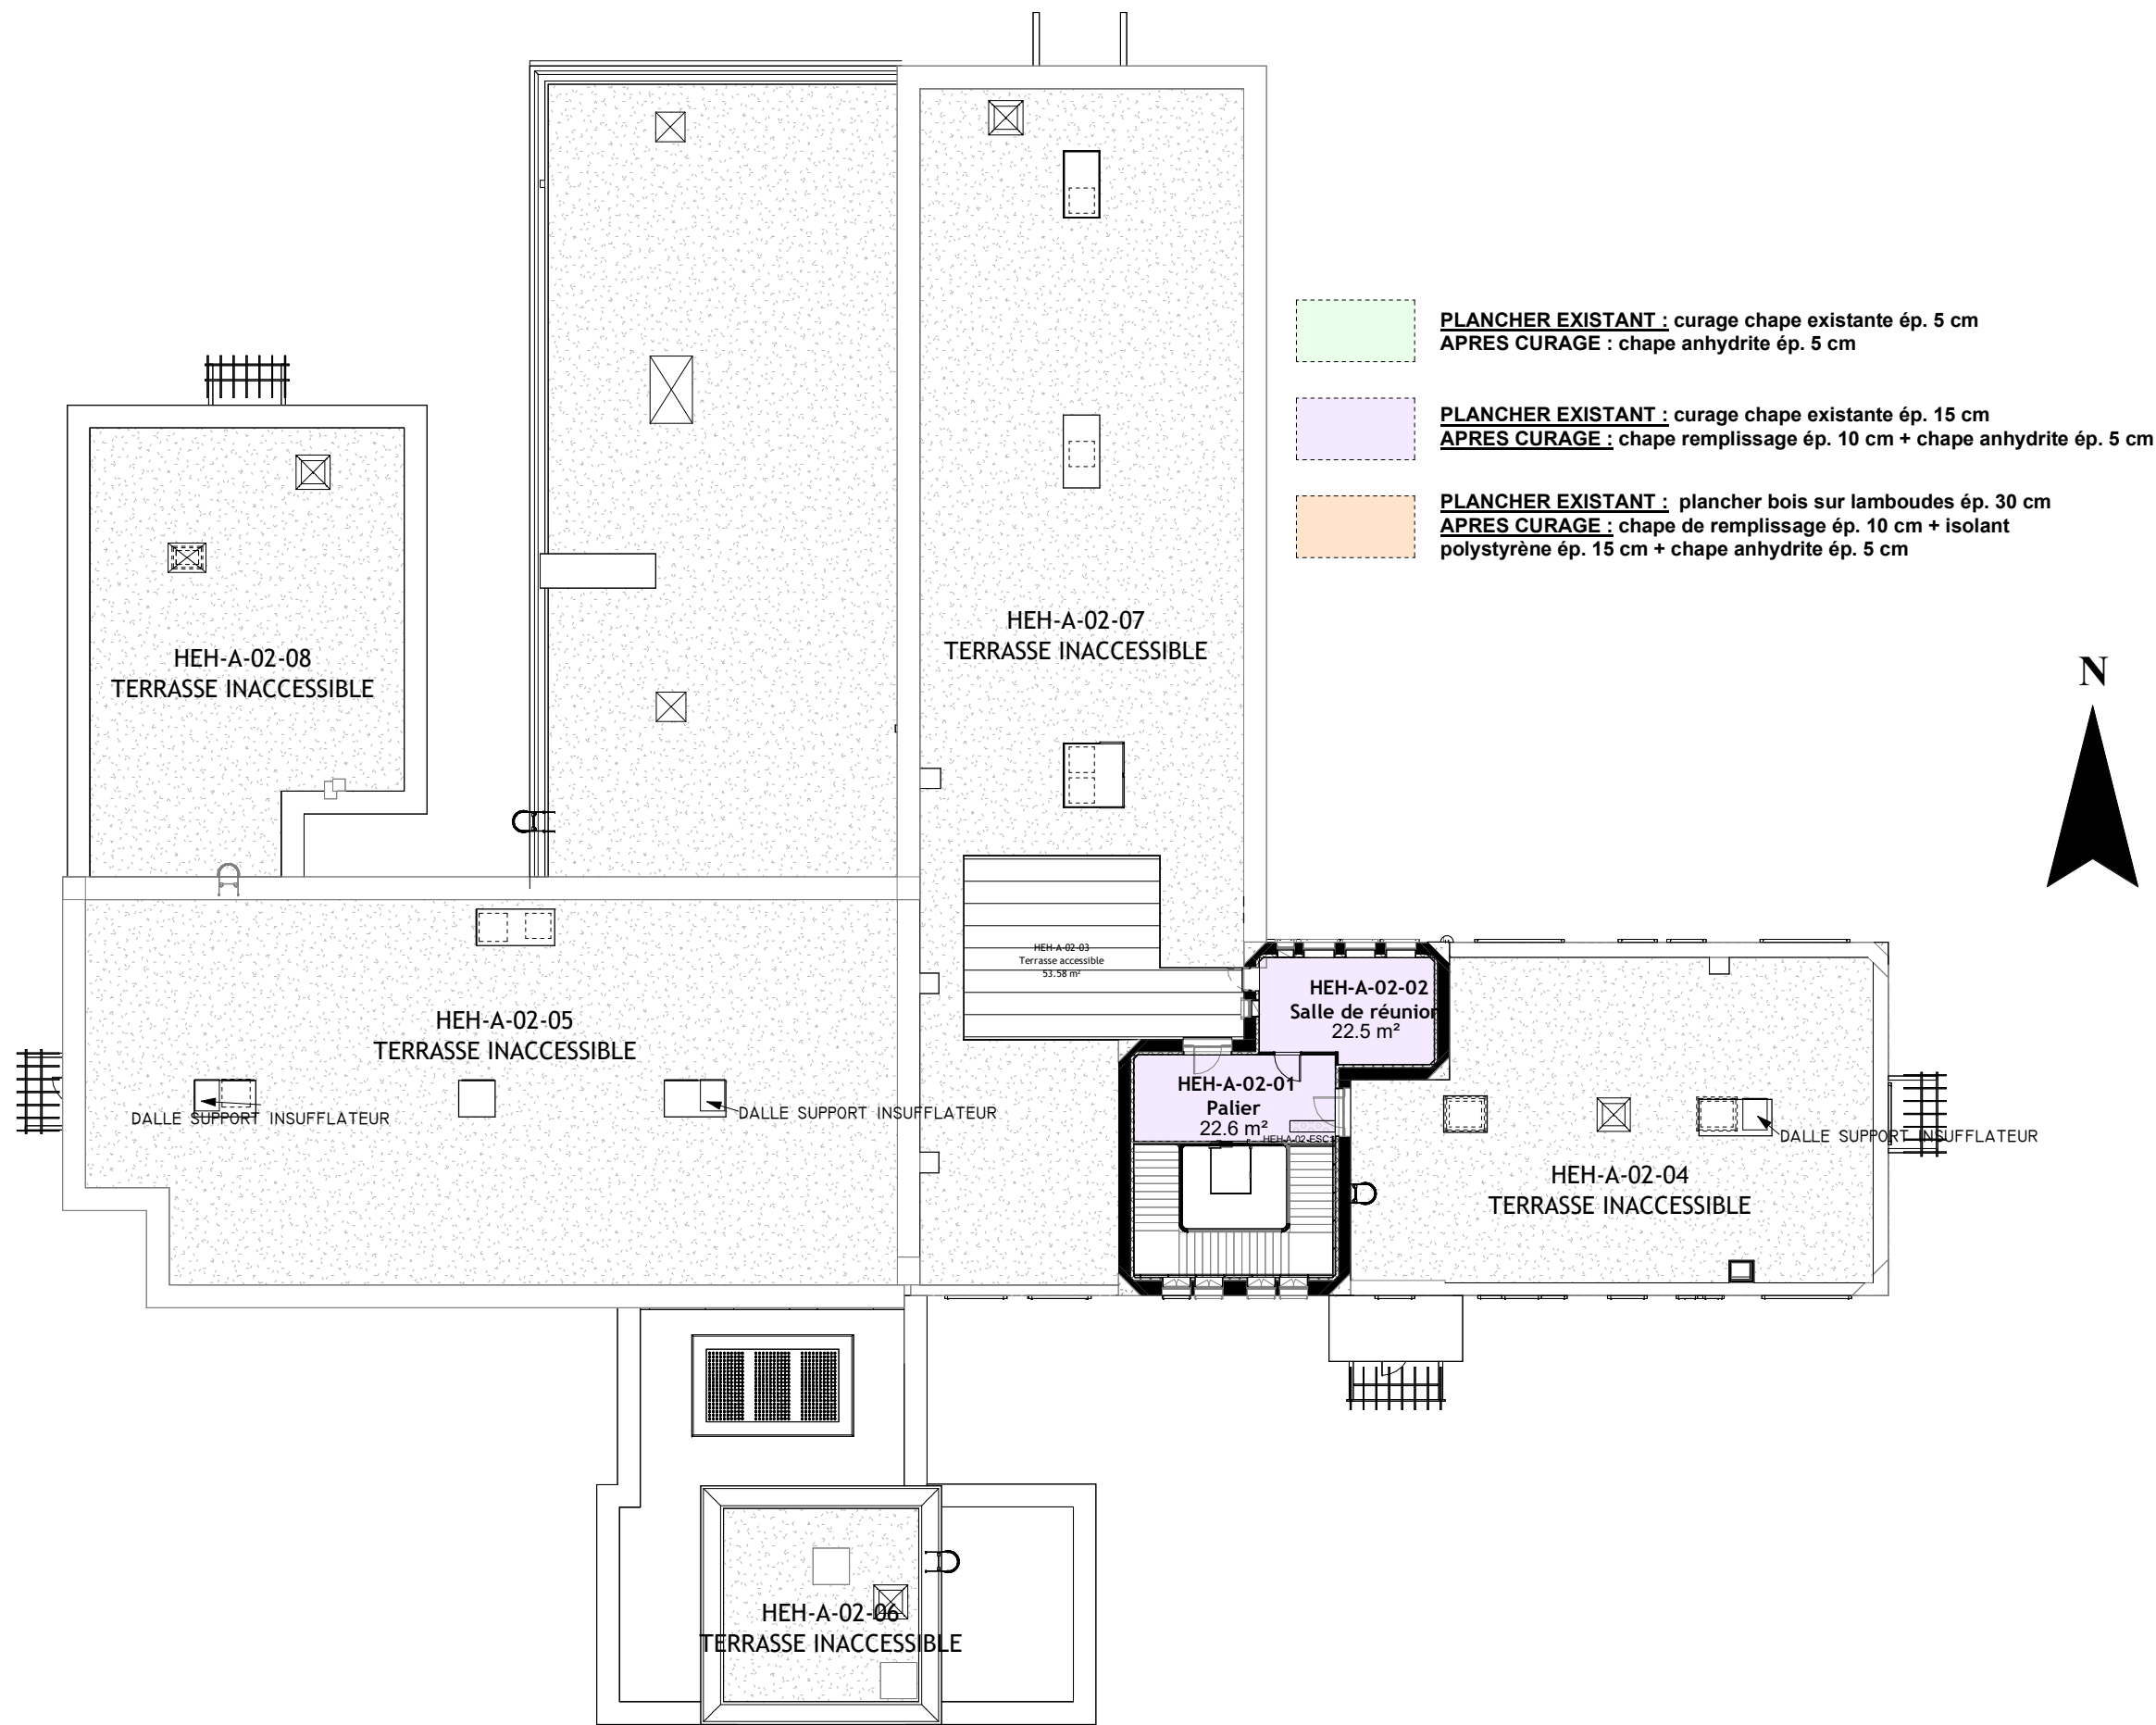 PLANCHER EXISTANT : curage chape existante ép. 5 cm
APRES CURAGE : chape anhydrite ép. 5 cm
PLANCHER EXISTANT : curage chape existante ép. 15 cm
APRES CURAGE : chape remplissage ép. 10 cm + chape anhydrite ép. 5 cm
PLANCHER EXISTANT : plancher bois sur lamboudes ép. 30 cm
APRES CURAGE : chape de remplissage ép. 10 cm + isolant
polystyrène ép. 15 cm + chape anhydrite ép. 5 cm
N
HEH-A-02-07
TERRASSE INACCESSIBLE
HEH-A-02-08
TERRASSE INACCESSIBLE
HEH-A-02-03
Terrasse accessible
53.58 m²
HEH-A-02-02
Salle de réunion
22.5 m²
HEH-A-02-05
TERRASSE INACCESSIBLE
HEH-A-02-01
Palier
22.6 m²
DALLE SUPPORT INSUFFLATEUR
DALLE SUPPORT INSUFFLATEUR
DALLE SUPPORT INSUFFLATEUR
HEH-A-02-04
TERRASSE INACCESSIBLE
HEH-A-02-06
TERRASSE INACCESSIBLE